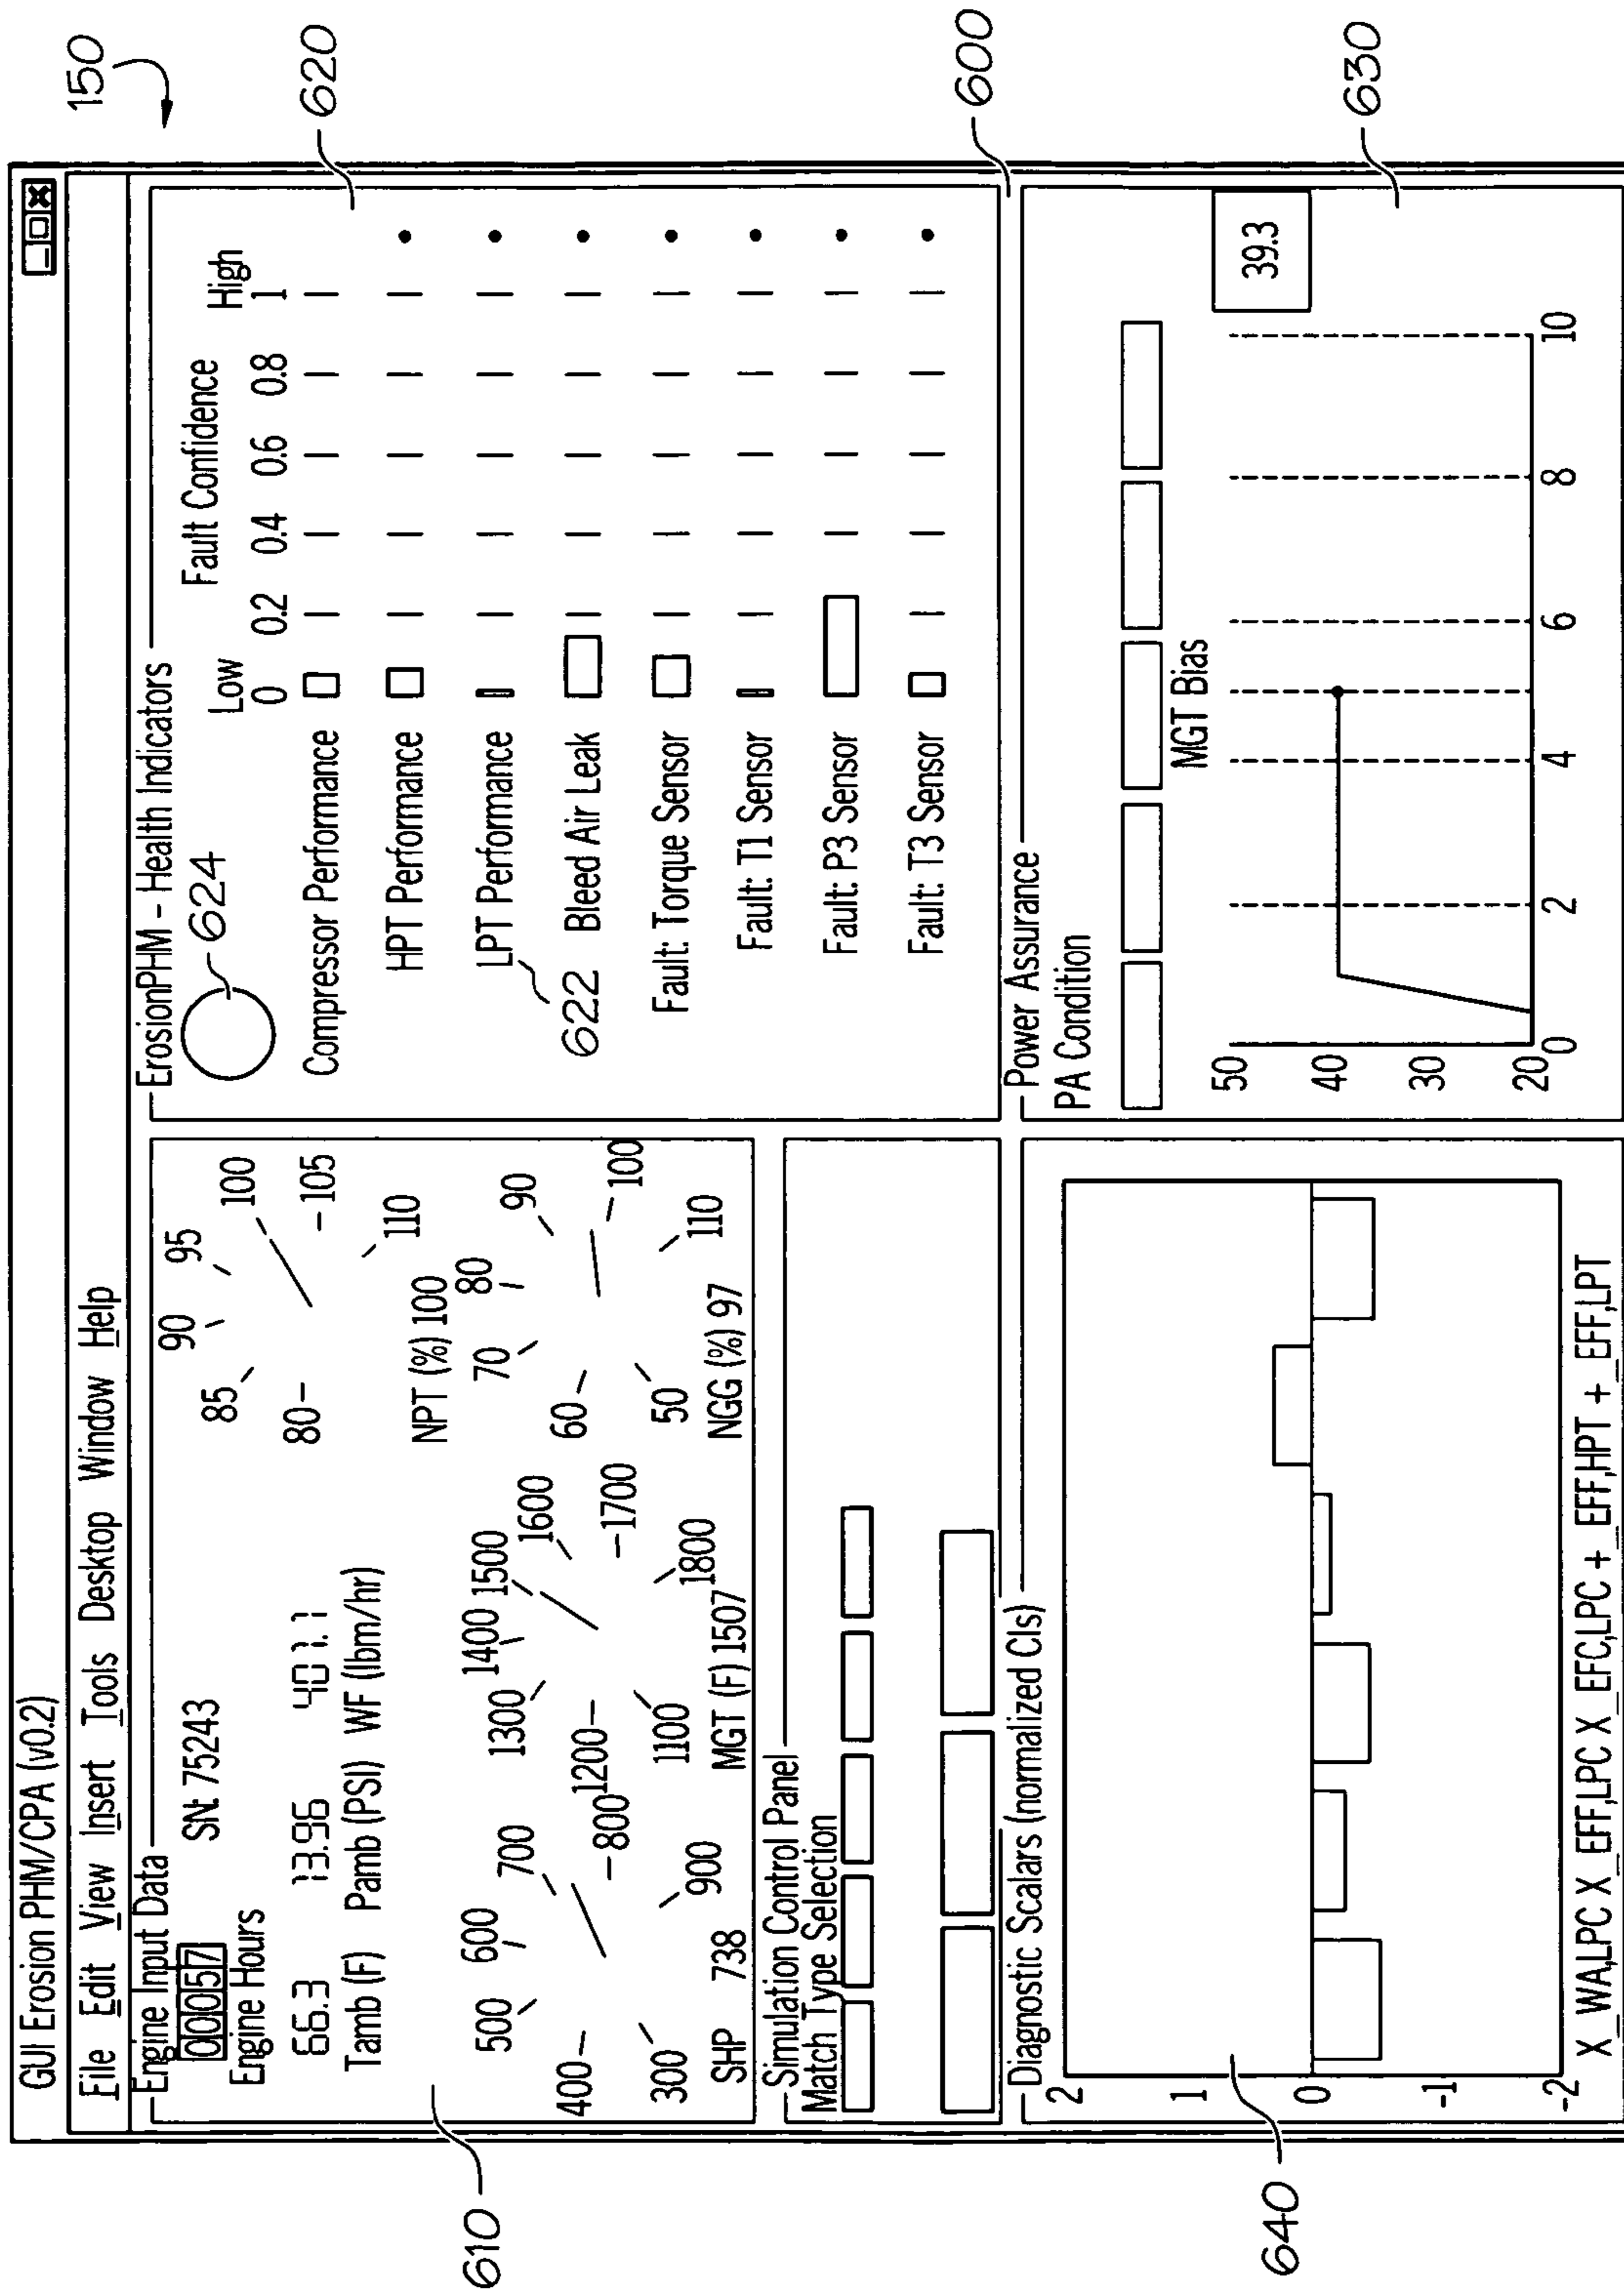 150
GUI Erosion PHM/CPA (v0.2)
File Edit View Insert Tools Desktop Window Help
Engine Input Data
00057
SN: 75243
Engine Hours
66.3 13.96 401.1
Tamb (F) Pamb (PSI) WF (lbm/hr)
80 85 90 95 100 105 110
NPT (%) 100
300 400 500 600 700 800 900
SHP 738
1100 1200 1300 1400 1500 1600 1700 1800
MGT (F) 1507
50 60 70 80 90 100 110
NGG (%) 97
610
Simulation Control Panel
Match Type Selection
ErosionPHM - Health Indicators
624
620
Fault Confidence
Low High
0 0.2 0.4 0.6 0.8 1
Compressor Performance
HPT Performance
LPT Performance
622
Bleed Air Leak
Fault: Torque Sensor
Fault: T1 Sensor
Fault: P3 Sensor
Fault: T3 Sensor
600
Diagnostic Scalars (normalized CIs)
2
1
0
-1
-2
X_WA,LPC X_EFF,LPC X_EFC,LPC + EFF,HPT + EFF,LPT
640
Power Assurance
PA Condition
MGT Bias
39.3
50
40
30
20
0 2 4 6 8 10
630